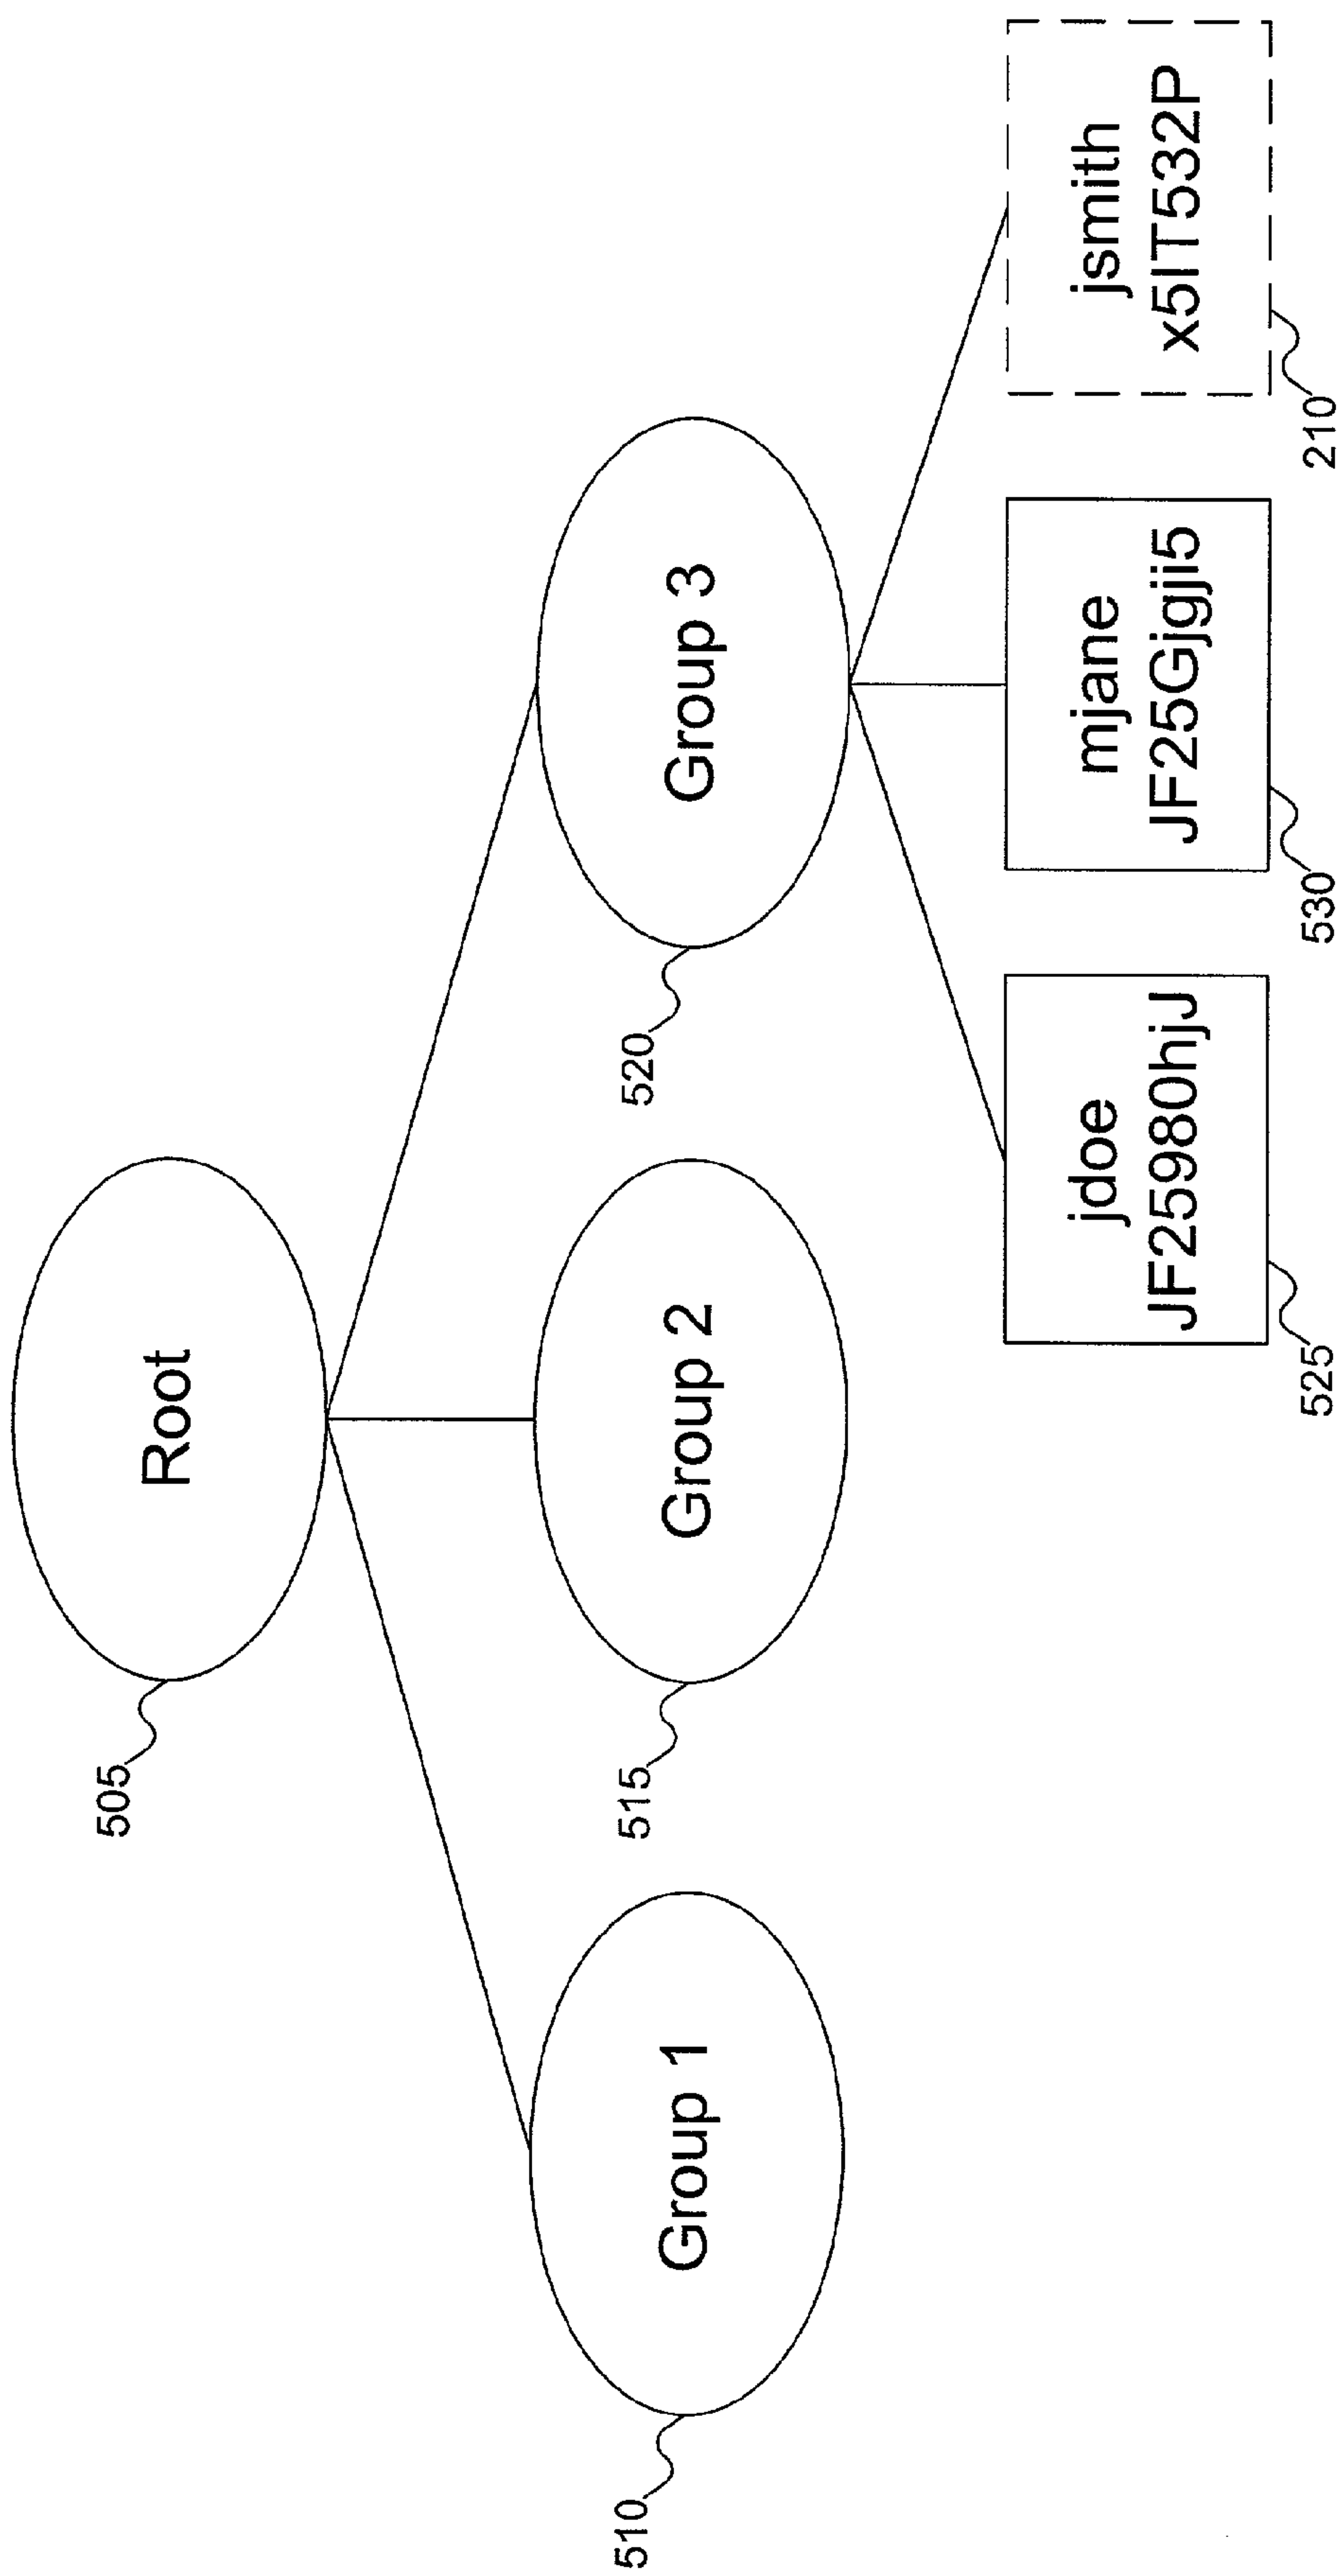 Root
505
Group 1
510
Group 2
515
Group 3
520
jdoe
JF25980hjJ
525
mjane
JF25Gjgji5
530
jsmith
x5IT532P
210